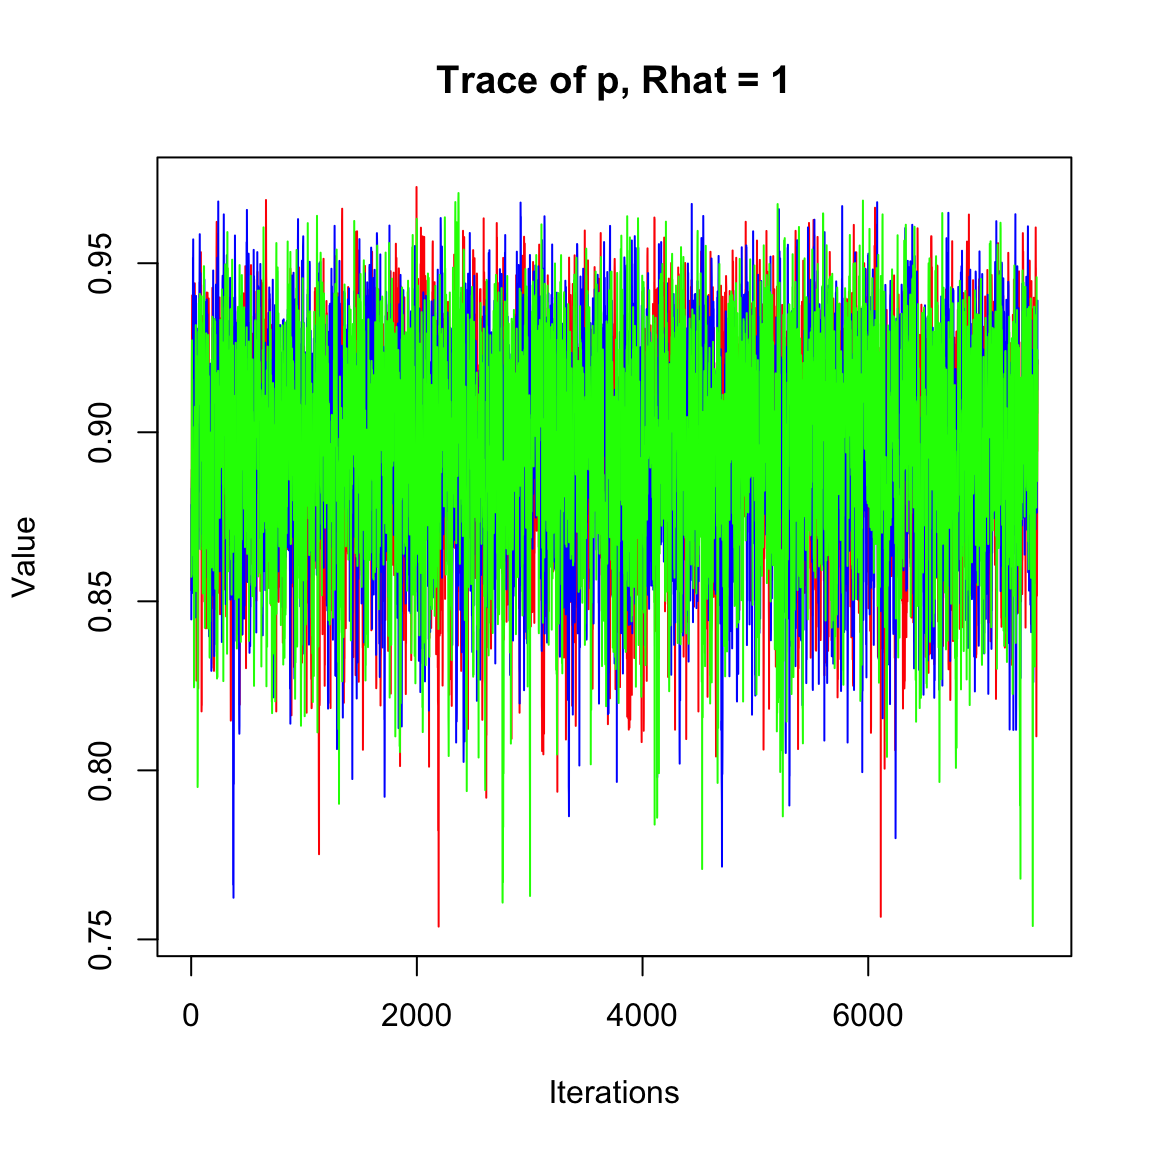 Trace of p, Rhat = 1
Value
0.95
0.90
0.85
0.80
0.75
0 2000 4000 6000
Iterations